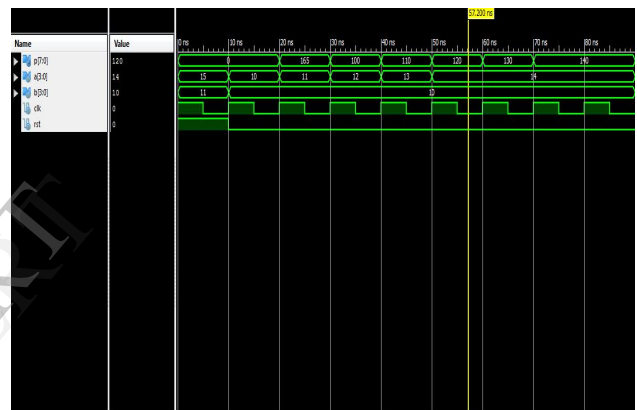 57.200 ns
Name Value 0 ns 10 ns 20 ns 30 ns 40 ns 50 ns 60 ns 70 ns 80 ns
p[7:0] 120 0 165 100 110 120 130 140
a[3:0] 14 15 10 11 12 13 14
b[3:0] 10 11 10
clk 0
rst 0